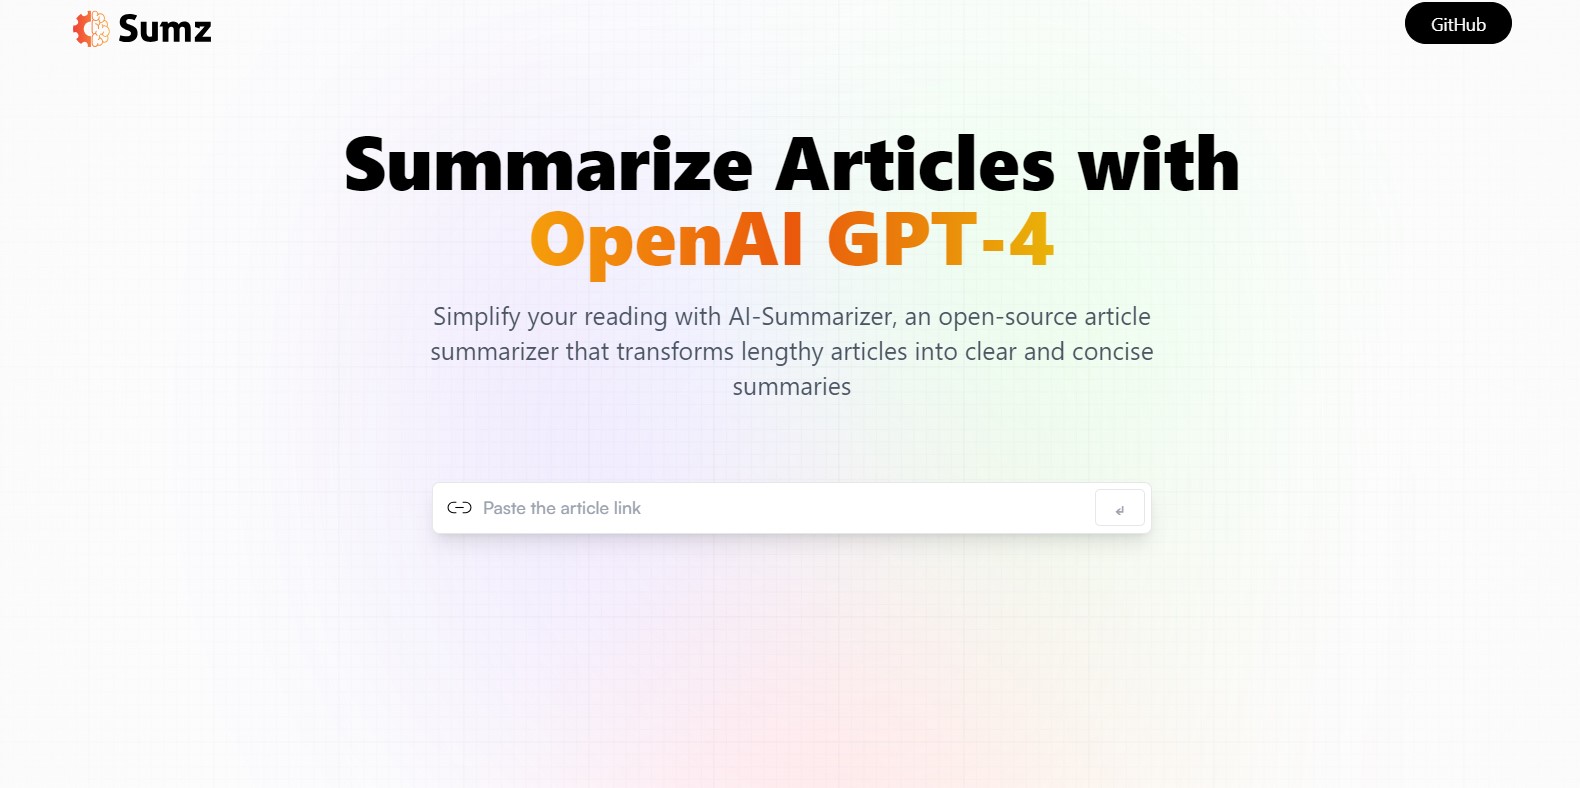 Sumz
GitHub
Summarize Articles with
OpenAI GPT-4
Simplify your reading with AI-Summarizer, an open-source article
summarizer that transforms lengthy articles into clear and concise
summaries
Paste the article link
↵